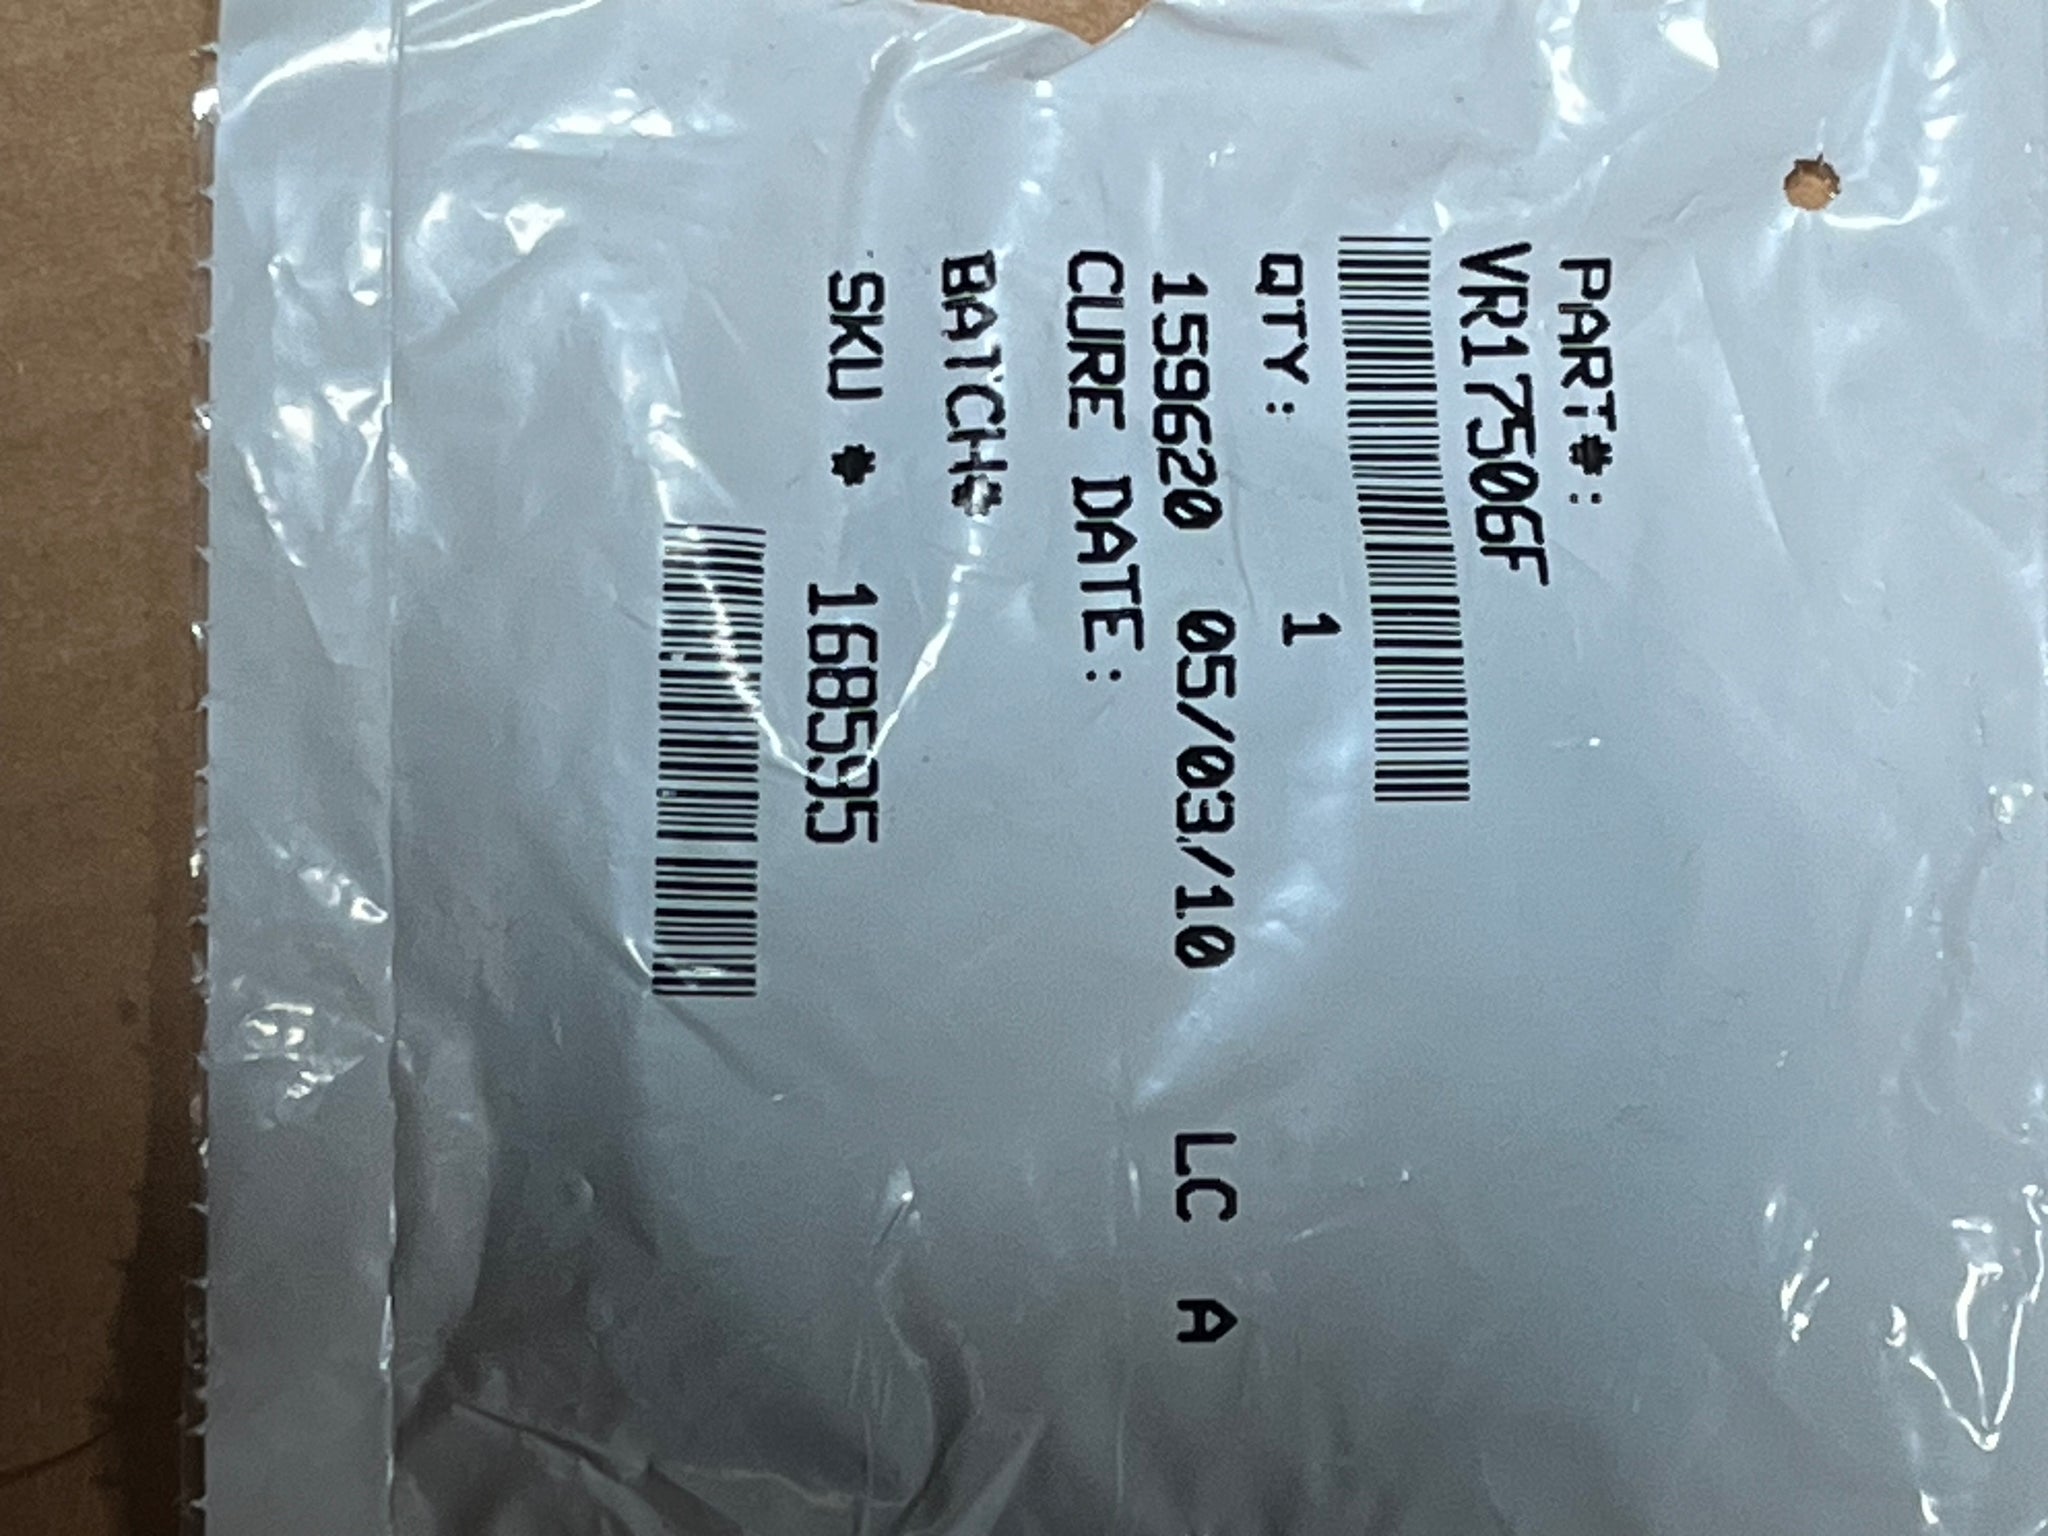 PART#:
VR17506F
QTY: 1
159620 05/03/10 LC A
CURE DATE:
BATCH#
SKU # 168595